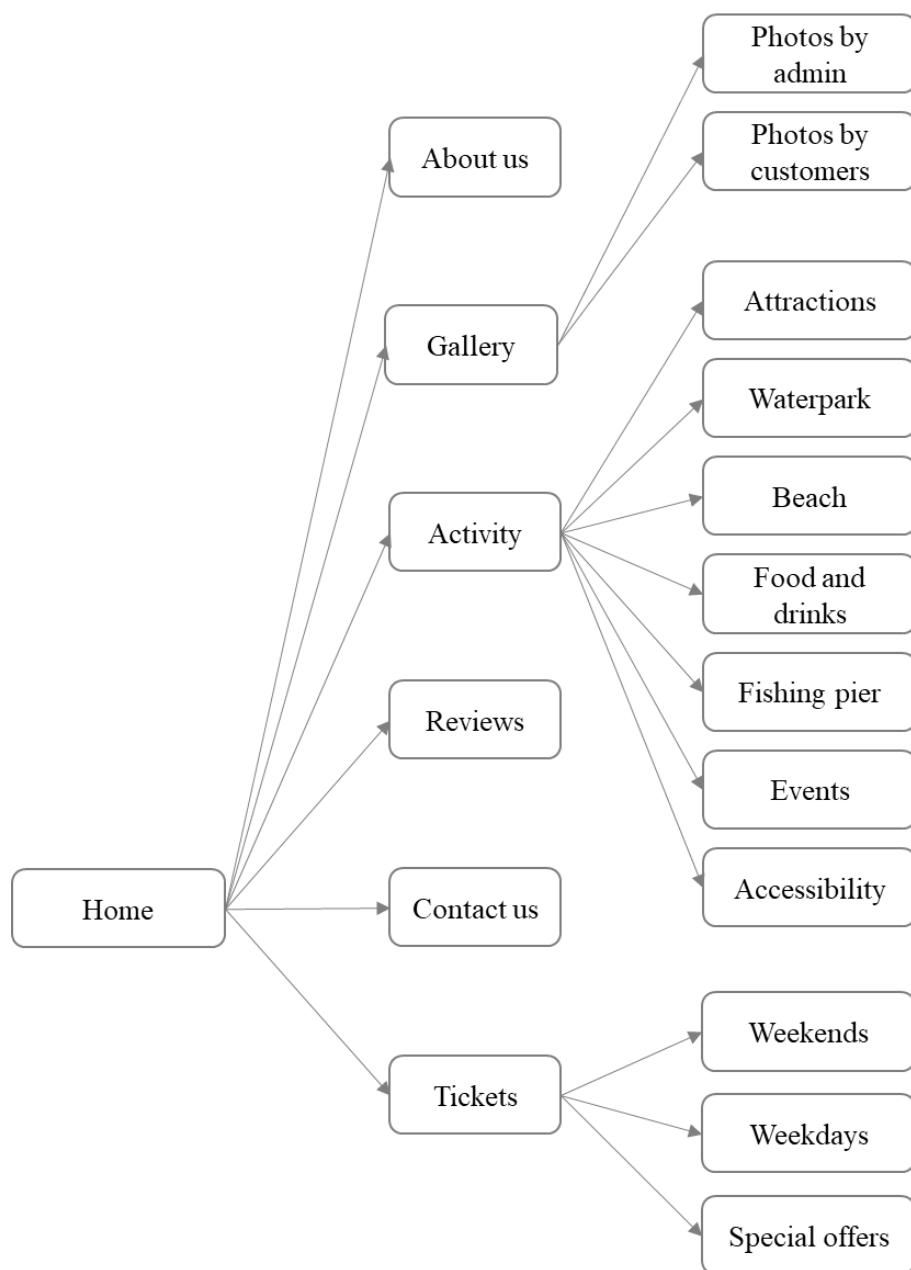 Photos by
admin
Photos by
customers
About us
Attractions
Gallery
Waterpark
Beach
Activity
Food and
drinks
Fishing pier
Reviews
Events
Accessibility
Home
Contact us
Weekends
Tickets
Weekdays
Special offers